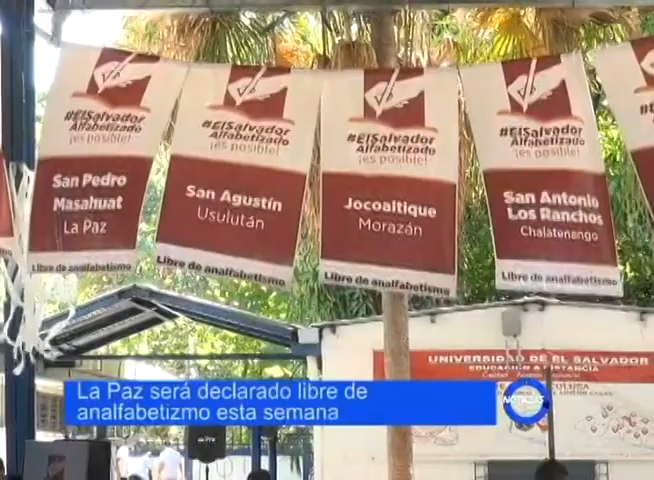 #ElSalvador
Alfabetizado
¡es posible!
San Pedro
Masahuat
La Paz
Libre de analfabetismo
#ElSalvador
Alfabetizado
¡es posible!
San Agustín
Usulután
Libre de analfabetismo
#ElSalvador
Alfabetizado
¡es posible!
Jocoaltique
Morazán
Libre de analfabetismo
#ElSalvador
Alfabetizado
¡es posible!
San Antonio
Los Ranchos
Chalatenango
Libre de analfabetismo
UNIVERSIDAD DE EL SALVADOR
EDUCACIÓN A DISTANCIA
La Paz será declarado libre de
analfabetizmo esta semana
NOTICIAS